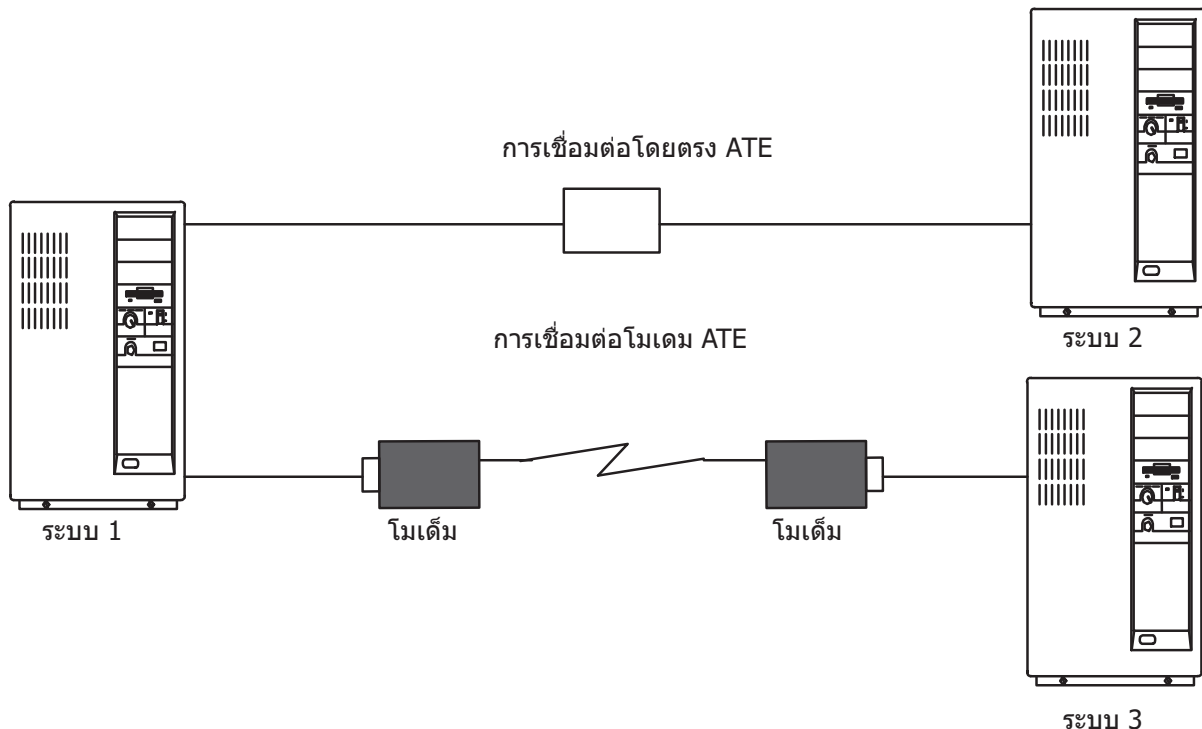 การเชื่อมต่อโดยตรง ATE
ระบบ 2
การเชื่อมต่อโมเดม ATE
ระบบ 1
โมเด็ม
โมเด็ม
ระบบ 3